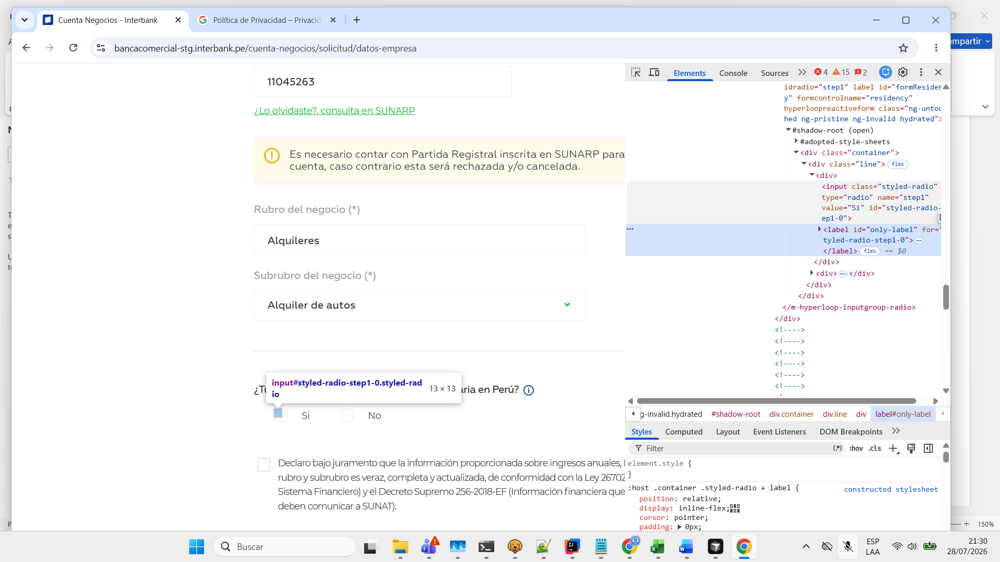 Cuenta Negocios - Interbank
Política de Privacidad – Privacid
bancacomercial-stg.interbank.pe/cuenta-negocios/solicitud/datos-empresa
ompartir
11045263
¿Lo olvidaste?, consulta en SUNARP
Es necesario contar con Partida Registral inscrita en SUNARP para
cuenta, caso contrario esta será rechazada y/o cancelada.
Rubro del negocio (*)
Alquileres
Subrubro del negocio (*)
Alquiler de autos
input#styled-radio-step1-0.styled-rad
io
13 × 13
¿Tu
aria en Perú?
Si
No
Declaro bajo juramento que la información proporcionada sobre ingresos anuales,
rubro y subrubro es veraz, completa y actualizada, de conformidad con la Ley 26702
Sistema Financiero) y el Decreto Supremo 256-2018-EF (Información financiera que
deben comunicar a SUNAT).
Elements
Console
Sources
4
15
2
idradio="step1" label id="formResiden
y" formcontrolname="residency"
hyperloopreactiveform class="ng-untou
hed ng-pristine ng-invalid hydrated">
#shadow-root (open)
#adopted-style-sheets
<div class="container">
<div class="line">
flex
<div>
<input class="styled-radio"
type="radio" name="step1"
value="Si" id="styled-radio-
ep1-0">
<label id="only-label" for="
tyled-radio-step1-0">
</label>
flex
== $0
</div>
<div>
</div>
</div>
</div>
</m-hyperloop-inputgroup-radio>
</div>
<!---->
<!---->
<!---->
<!---->
<!---->
<!---->
g-invalid.hydrated
#shadow-root
div.container
div.line
div
label#only-label
Styles
Computed
Layout
Event Listeners
DOM Breakpoints
Filter
:hov
.cls
element.style {
}
:host .container .styled-radio + label {
constructed stylesheet
position: relative;
display: inline-flex;
cursor: pointer;
padding: 0px;
150%
Buscar
ESP
LAA
21:30
28/07/2026